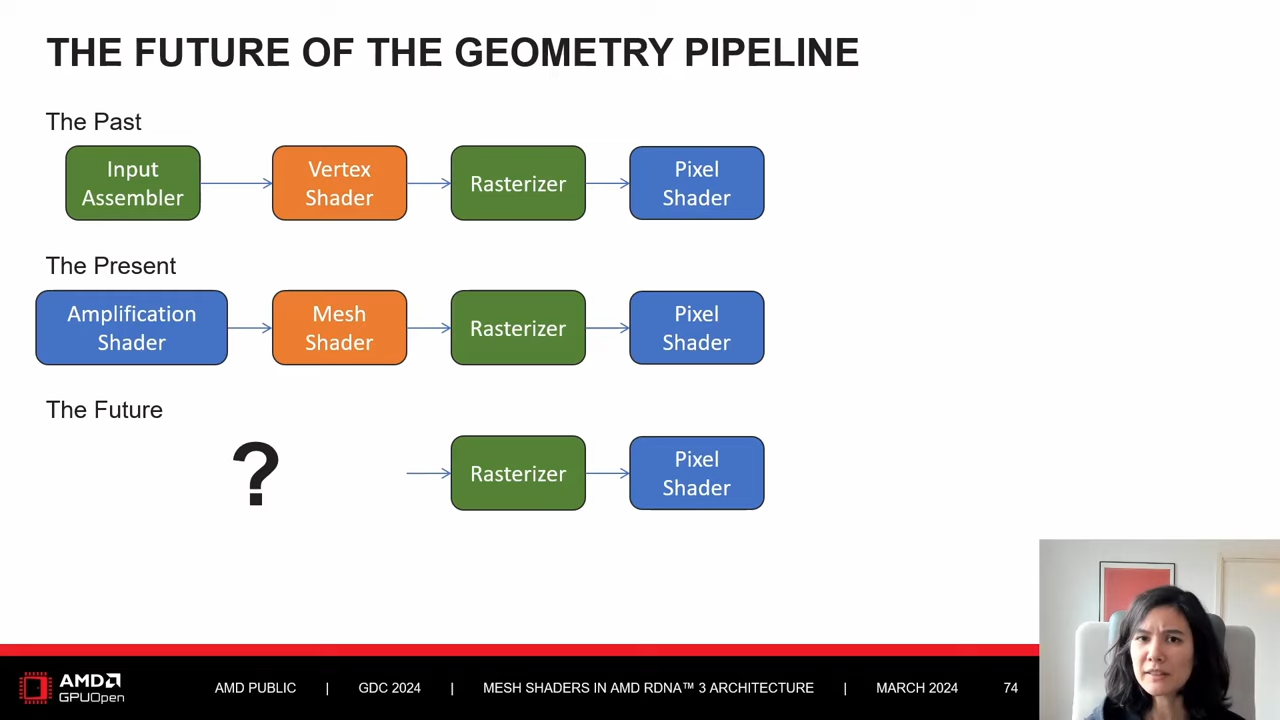 THE FUTURE OF THE GEOMETRY PIPELINE
The Past
Input
Assembler
Vertex
Shader
Rasterizer
Pixel
Shader
The Present
Amplification
Shader
Mesh
Shader
Rasterizer
Pixel
Shader
The Future
?
Rasterizer
Pixel
Shader
AMD
GPUOpen
AMD PUBLIC | GDC 2024 | MESH SHADERS IN AMD RDNA™ 3 ARCHITECTURE | MARCH 2024 74